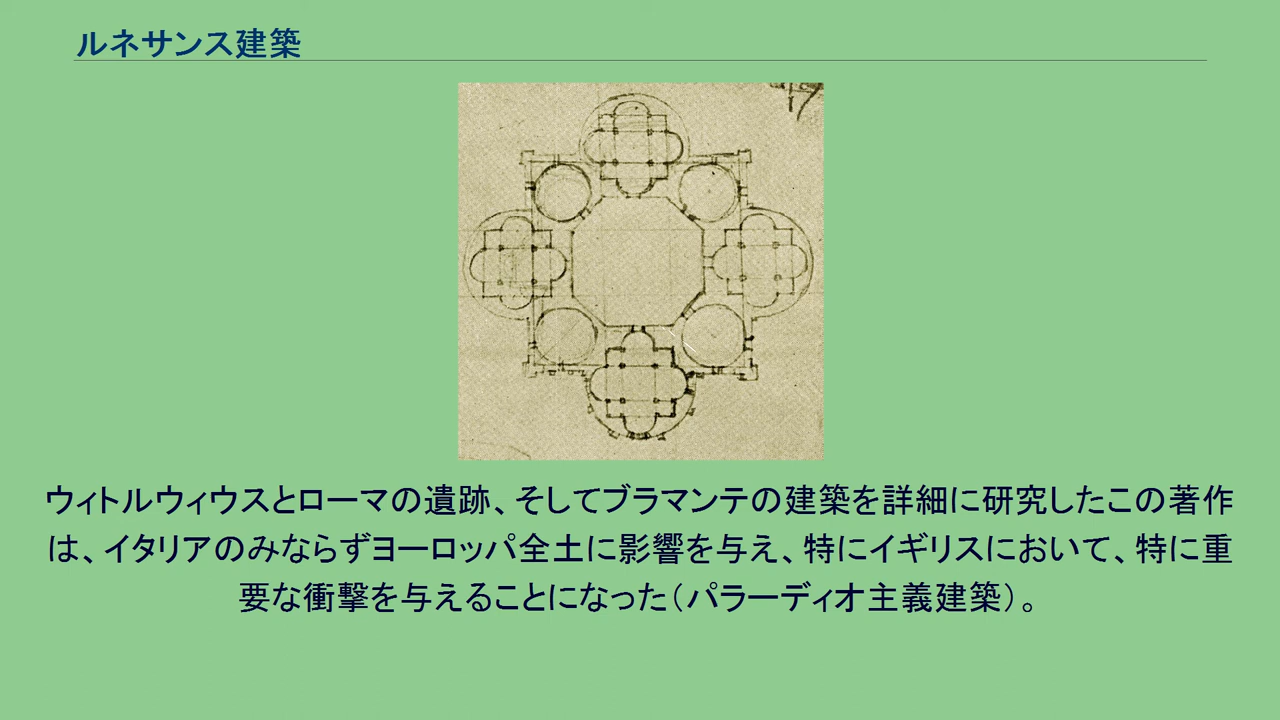 ルネサンス建築
ウィトルウィウスとローマの遺跡、そしてブラマンテの建築を詳細に研究したこの著作
は、イタリアのみならずヨーロッパ全土に影響を与え、特にイギリスにおいて、特に重
要な衝撃を与えることになった（パラーディオ主義建築）。